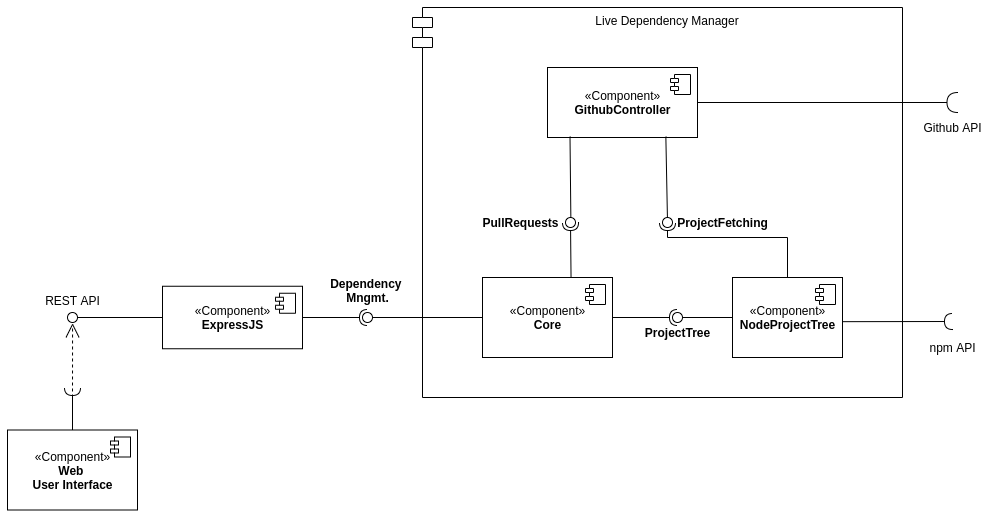 Live Dependency Manager
«Component»
GithubController
Github API
PullRequests
ProjectFetching
REST API
«Component»
ExpressJS
Dependency
Mngmt.
«Component»
Core
ProjectTree
«Component»
NodeProjectTree
npm API
«Component»
Web
User Interface